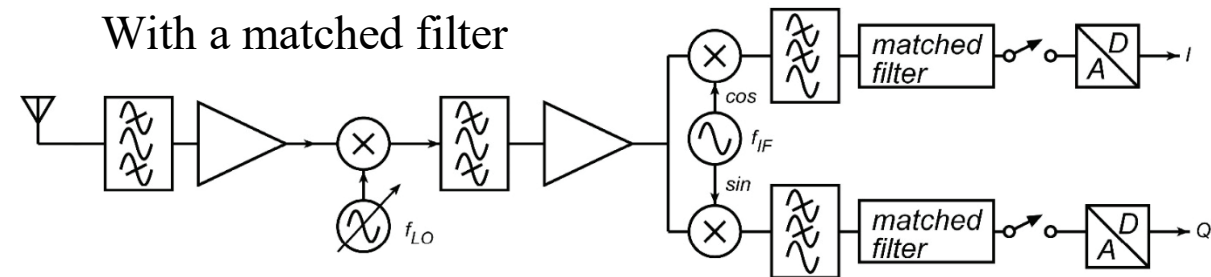 With a matched filter
matched
filter
D
A
I
cos
f_IF
sin
f_LO
matched
filter
D
A
Q